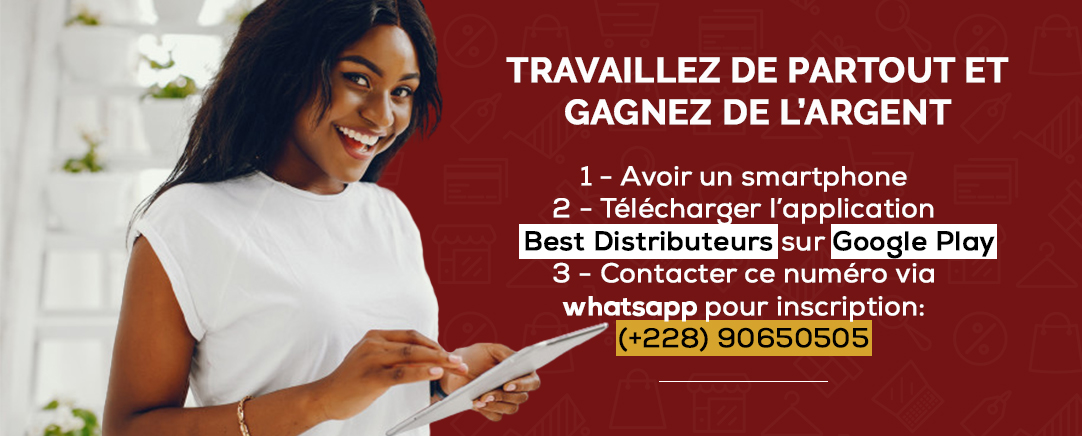 TRAVAILLEZ DE PARTOUT ET
GAGNEZ DE L'ARGENT
1 - Avoir un smartphone
2 - Télécharger l'application
Best Distributeurs sur Google Play
3 - Contacter ce numéro via
whatsapp pour inscription:
(+228) 90650505